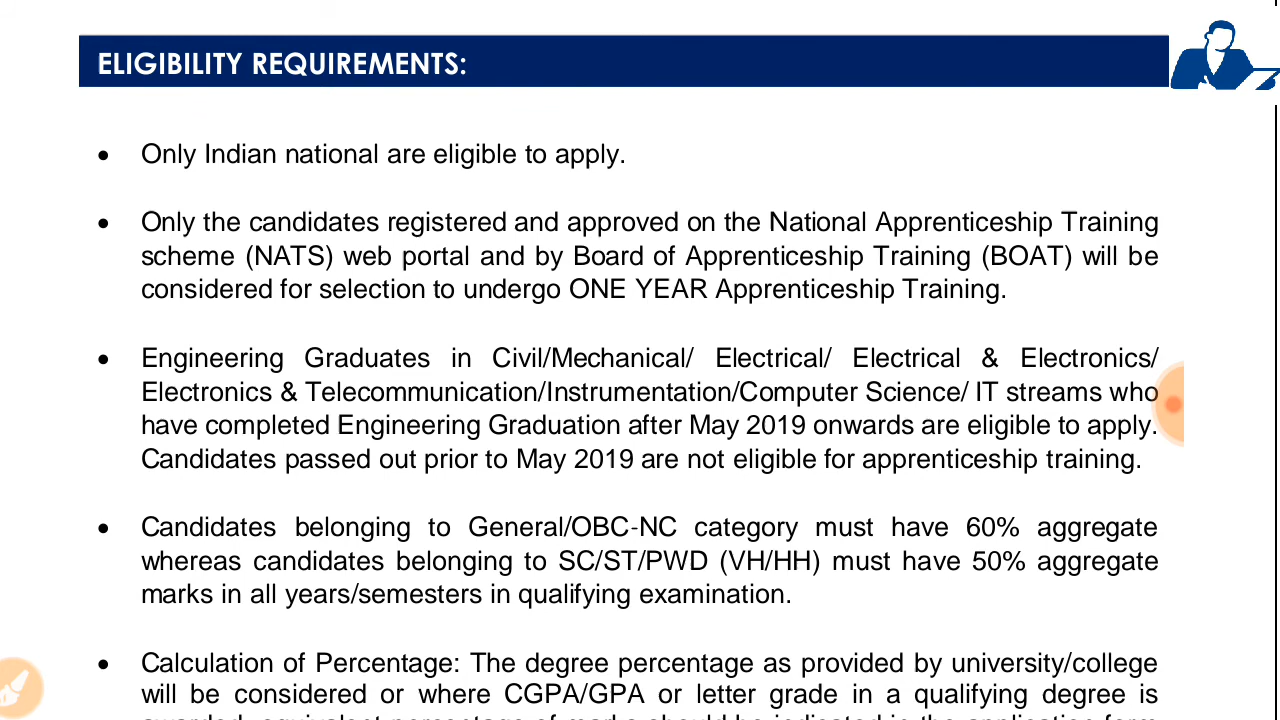 ELIGIBILITY REQUIREMENTS:
• Only Indian national are eligible to apply.
• Only the candidates registered and approved on the National Apprenticeship Training
scheme (NATS) web portal and by Board of Apprenticeship Training (BOAT) will be
considered for selection to undergo ONE YEAR Apprenticeship Training.
• Engineering Graduates in Civil/Mechanical/ Electrical/ Electrical & Electronics/
Electronics & Telecommunication/Instrumentation/Computer Science/ IT streams who
have completed Engineering Graduation after May 2019 onwards are eligible to apply.
Candidates passed out prior to May 2019 are not eligible for apprenticeship training.
• Candidates belonging to General/OBC-NC category must have 60% aggregate
whereas candidates belonging to SC/ST/PWD (VH/HH) must have 50% aggregate
marks in all years/semesters in qualifying examination.
• Calculation of Percentage: The degree percentage as provided by university/college
will be considered or where CGPA/GPA or letter grade in a qualifying degree is